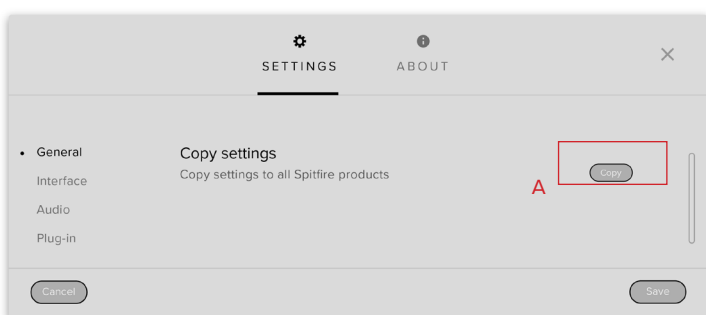 SETTINGS
ABOUT
General
Interface
Audio
Plug-in
Copy settings
Copy settings to all Spitfire products
Copy
A
Cancel
Save